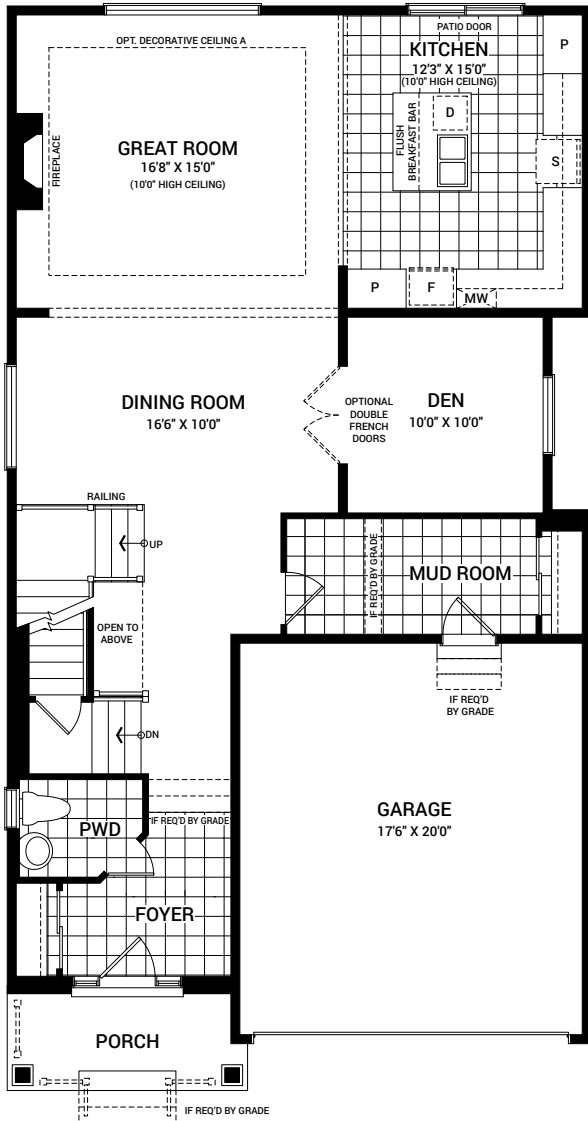 OPT. DECORATIVE CEILING A
PATIO DOOR
KITCHEN
12'3" X 15'0"
(10'0" HIGH CEILING)
P
D
FLUSH
BREAKFAST BAR
S
GREAT ROOM
16'8" X 15'0"
(10'0" HIGH CEILING)
FIREPLACE
P
F
MW
DINING ROOM
16'6" X 10'0"
OPTIONAL
DOUBLE
FRENCH
DOORS
DEN
10'0" X 10'0"
RAILING
UP
OPEN TO
ABOVE
IF REQ'D BY GRADE
MUD ROOM
IF REQ'D
BY GRADE
DN
GARAGE
17'6" X 20'0"
PWD
IF REQ'D BY GRADE
FOYER
PORCH
IF REQ'D BY GRADE